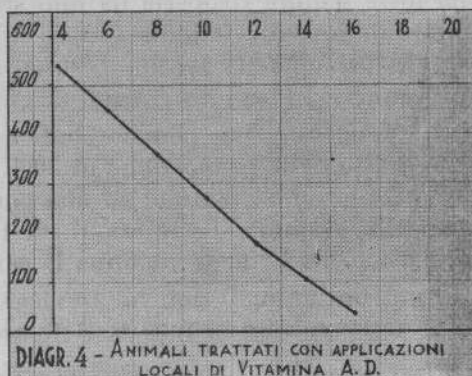 600 4 6 8 10 12 14 16 18 20
500
400
300
200
100
0
DIAGR. 4 - ANIMALI TRATTATI CON APPLICAZIONI
LOCALI DI VITAMINA A. D.